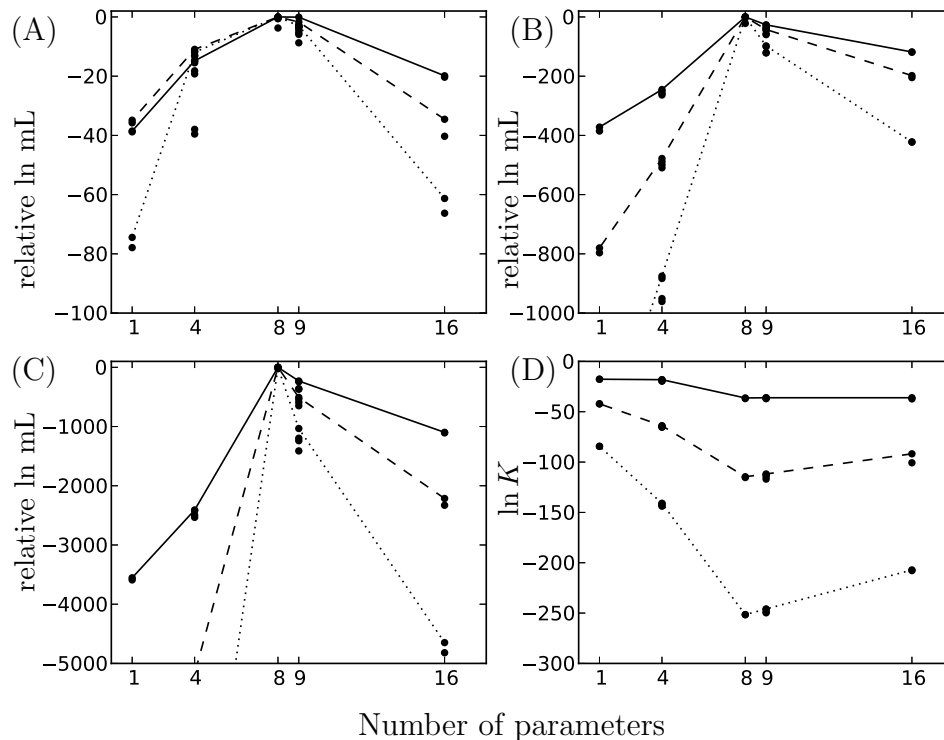 (A)
relative ln mL
0
−20
−40
−60
−80
−100
1 4 8 9 16
(B)
relative ln mL
0
−200
−400
−600
−800
−1000
1 4 8 9 16
(C)
relative ln mL
0
−1000
−2000
−3000
−4000
−5000
1 4 8 9 16
(D)
ln K
0
−50
−100
−150
−200
−250
−300
1 4 8 9 16
Number of parameters